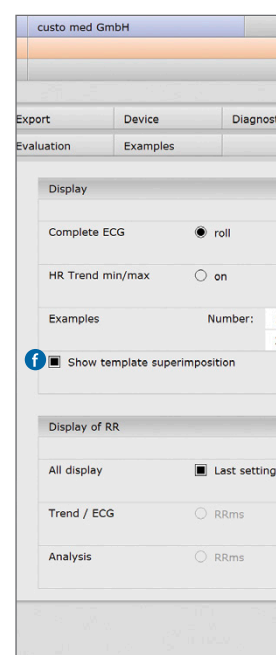 custo med GmbH
Export Device Diagnost
Evaluation Examples
Display
Complete ECG roll
HR Trend min/max on
Examples Number:
f Show template superimposition
Display of RR
All display Last setting
Trend / ECG RRms
Analysis RRms